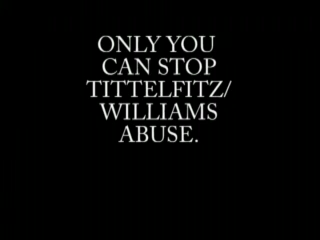 ONLY YOU
CAN STOP
TITTELFITZ/
WILLIAMS
ABUSE.